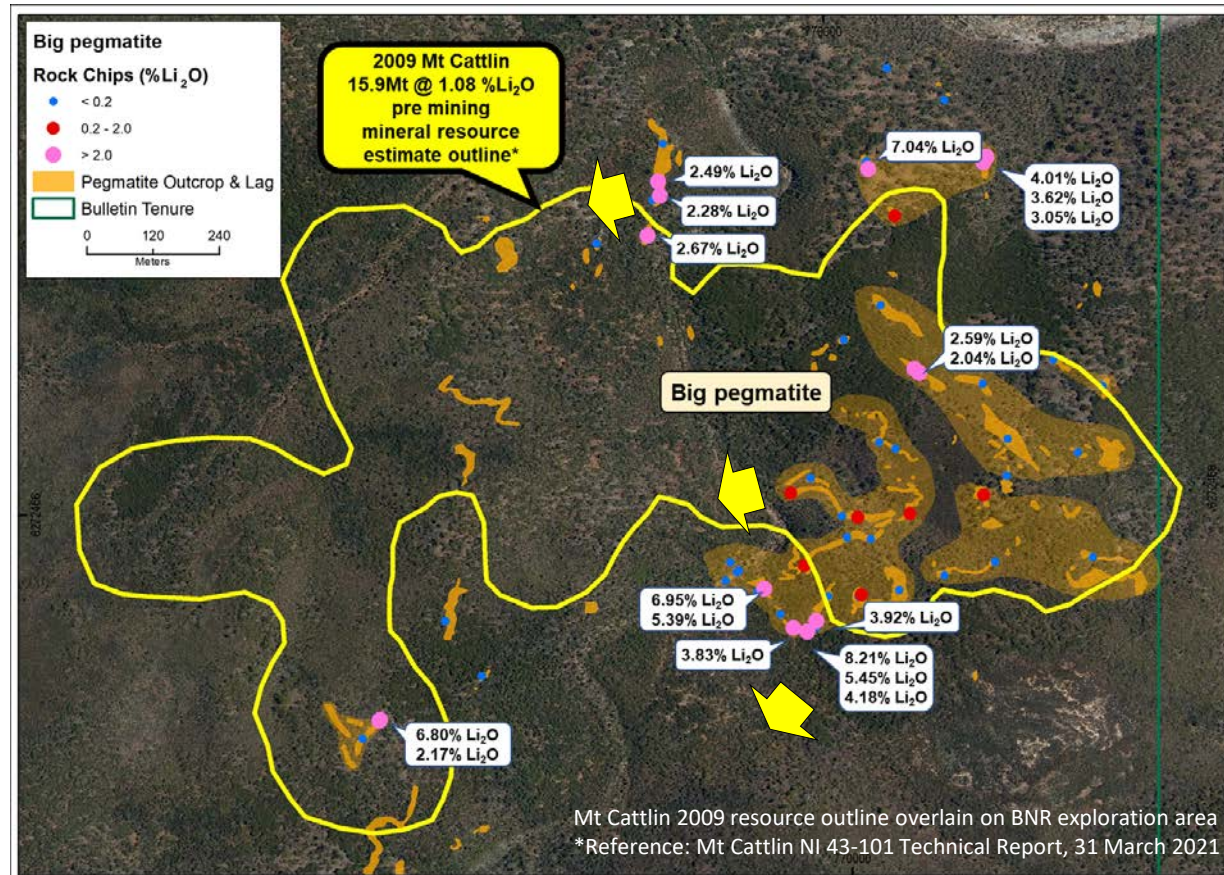 Big pegmatite
Rock Chips (%Li₂O)
< 0.2
0.2 - 2.0
> 2.0
Pegmatite Outcrop & Lag
Bulletin Tenure
0 120 240
Meters
2009 Mt Cattlin
15.9Mt @ 1.08 %Li₂O
pre mining
mineral resource
estimate outline*
770000
2.49% Li₂O
2.28% Li₂O
2.67% Li₂O
7.04% Li₂O
4.01% Li₂O
3.62% Li₂O
3.05% Li₂O
2.59% Li₂O
2.04% Li₂O
Big pegmatite
6.95% Li₂O
5.39% Li₂O
3.83% Li₂O
3.92% Li₂O
8.21% Li₂O
5.45% Li₂O
4.18% Li₂O
6.80% Li₂O
2.17% Li₂O
Mt Cattlin 2009 resource outline overlain on BNR exploration area
*Reference: Mt Cattlin NI 43-101 Technical Report, 31 March 2021
770000